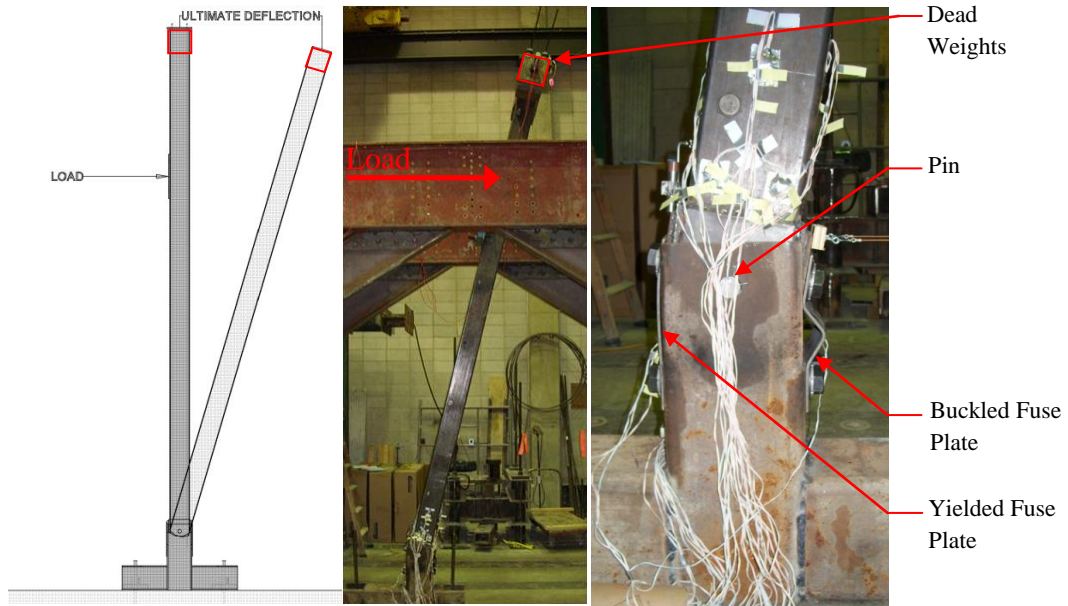 ULTIMATE DEFLECTION
LOAD
Load
Dead
Weights
Pin
Buckled Fuse
Plate
Yielded Fuse
Plate